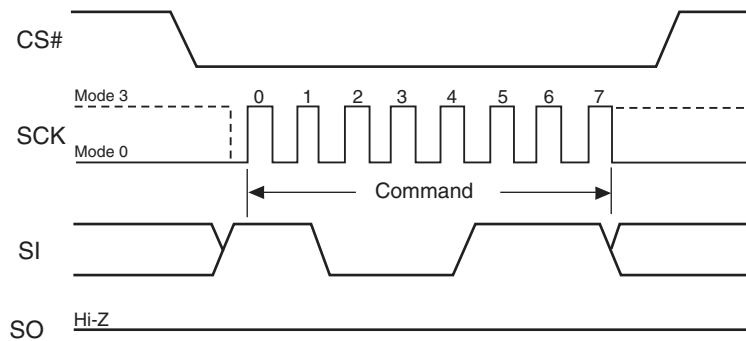 CS#
Mode 3
0 1 2 3 4 5 6 7
SCK
Mode 0
Command
SI
Hi-Z
SO